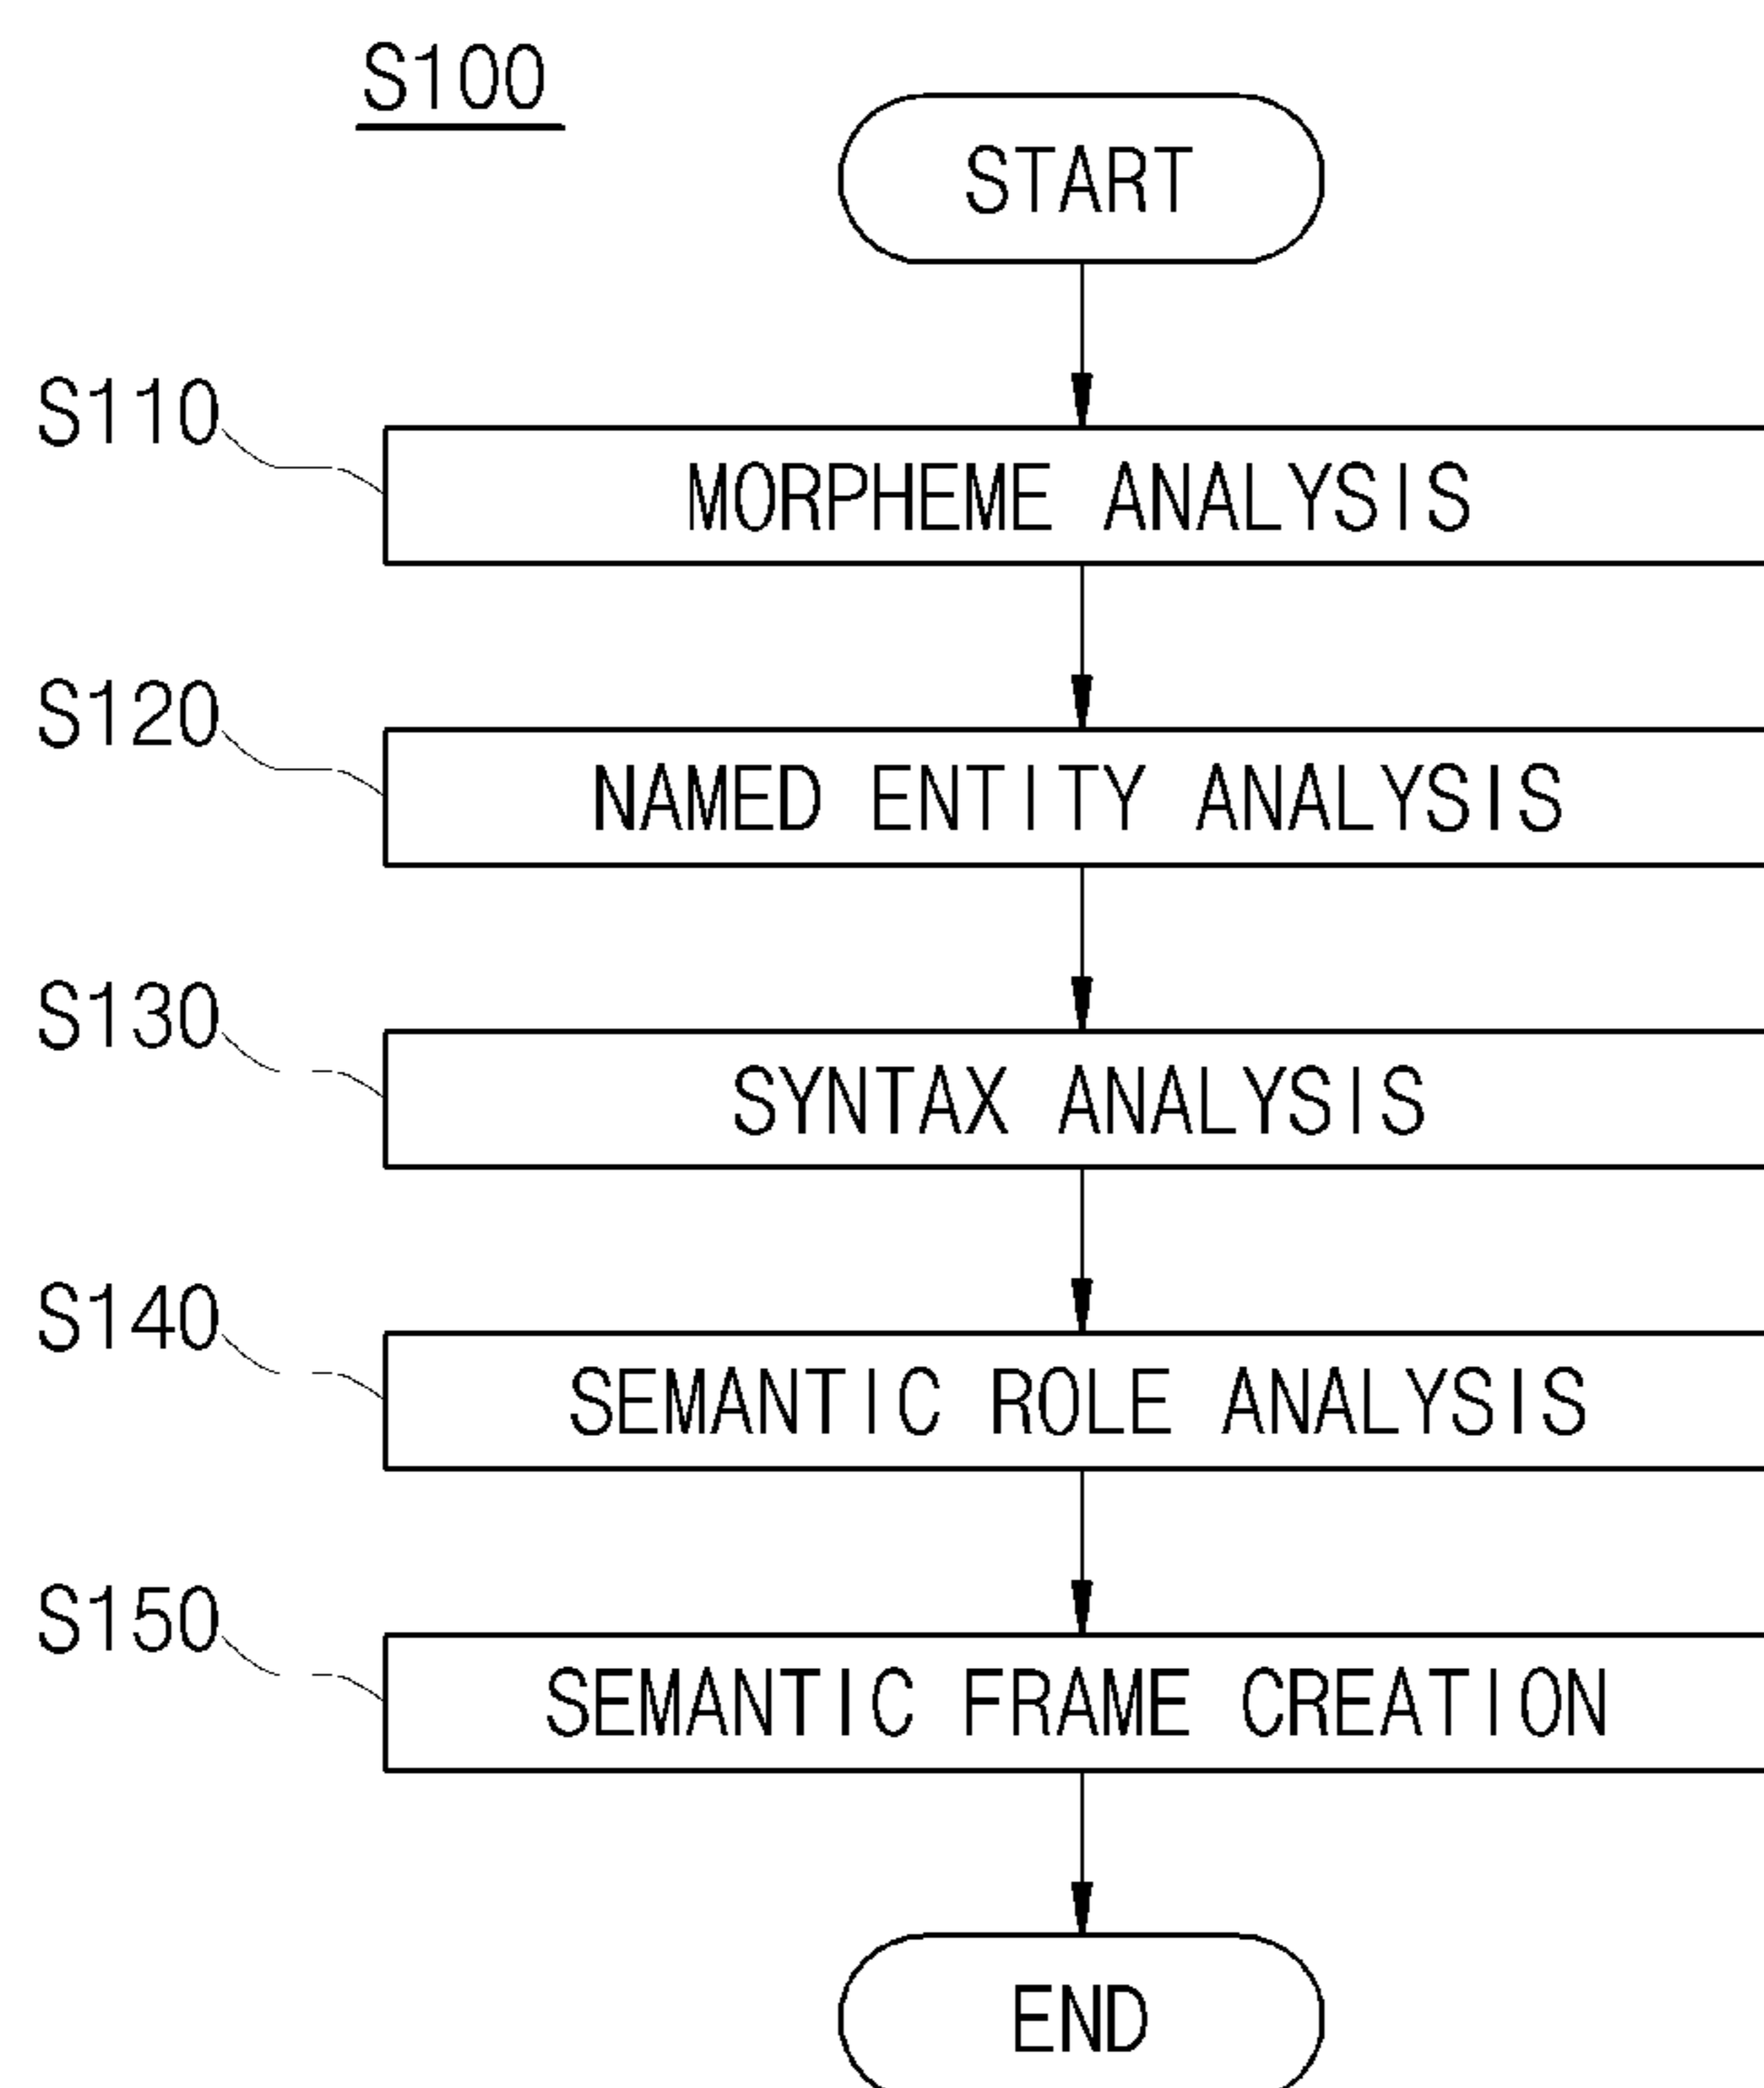 S100
START
S110
MORPHEME ANALYSIS
S120
NAMED ENTITY ANALYSIS
S130
SYNTAX ANALYSIS
S140
SEMANTIC ROLE ANALYSIS
S150
SEMANTIC FRAME CREATION
END